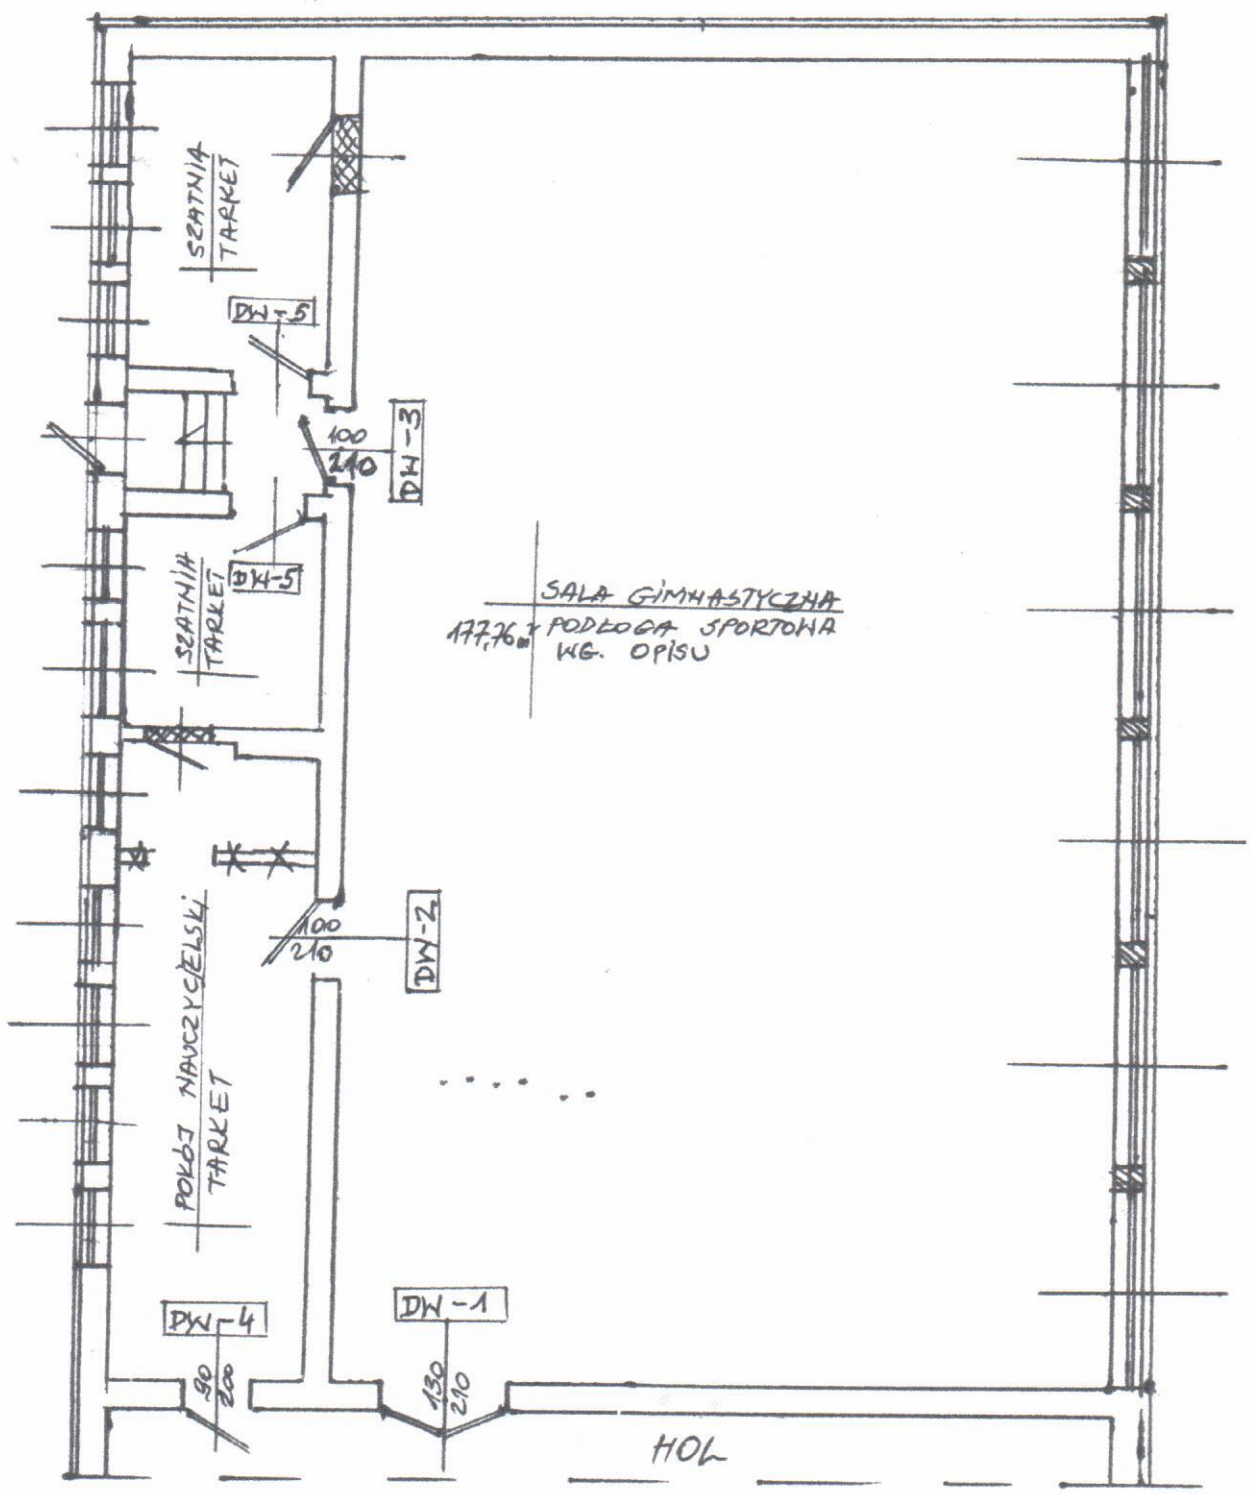 SZATNIA
TARKET
DW-5
100
210
DW-3
SZATNIA
TARKET
DW-5
SALA GIMNASTYCZNA
177,76 m² PODŁOGA SPORTOWA
WG. OPISU
100
210
DW-2
POKÓJ NAUCZYCIELSKI
TARKET
DW-4
90
200
DW-1
130
210
HOL